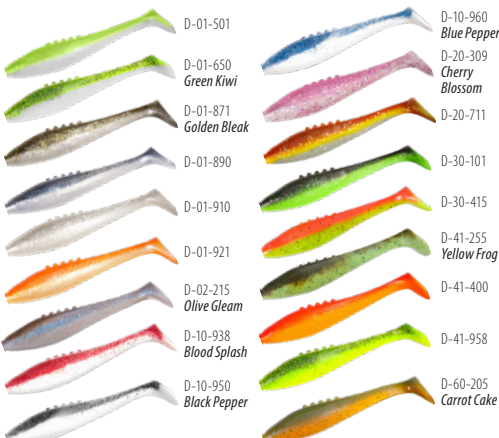 D-01-501
D-01-650
Green Kiwi
D-01-871
Golden Bleak
D-01-890
D-01-910
D-01-921
D-02-215
Olive Gleam
D-10-938
Blood Splash
D-10-950
Black Pepper
D-10-960
Blue Pepper
D-20-309
Cherry
Blossom
D-20-711
D-30-101
D-30-415
D-41-255
Yellow Frog
D-41-400
D-41-958
D-60-205
Carrot Cake